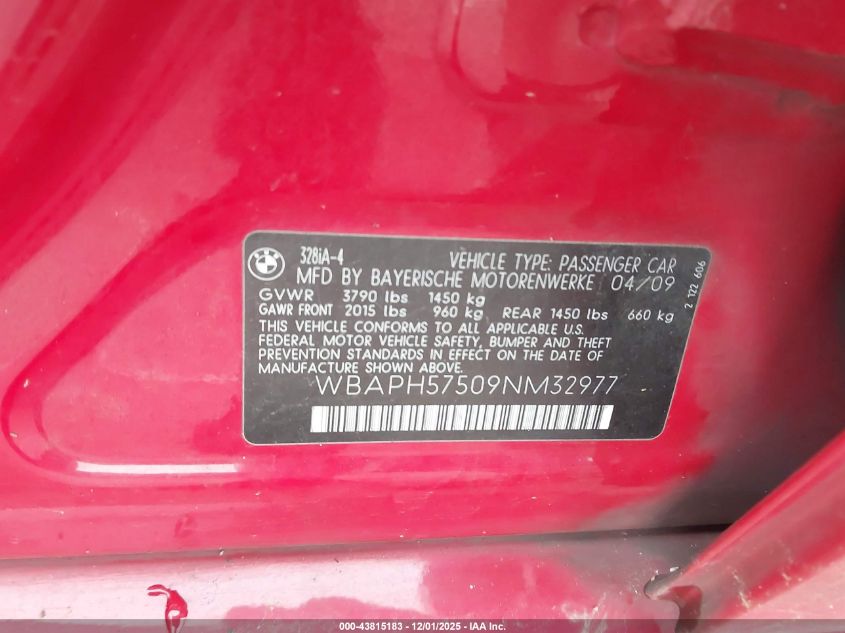 328iA-4
VEHICLE TYPE: PASSENGER CAR
MFD BY BAYERISCHE MOTORENWERKE 04/09
GVWR 3790 lbs 1450 kg
GAWR FRONT 2015 lbs 960 kg REAR 1450 lbs 660 kg
THIS VEHICLE CONFORMS TO ALL APPLICABLE U.S.
FEDERAL MOTOR VEHICLE SAFETY, BUMPER AND THEFT
PREVENTION STANDARDS IN EFFECT ON THE DATE OF
MANUFACTURE SHOWN ABOVE.
WBAPH57509NM32977
2 122 606
000-43815183 - 12/01/2025 - IAA Inc.